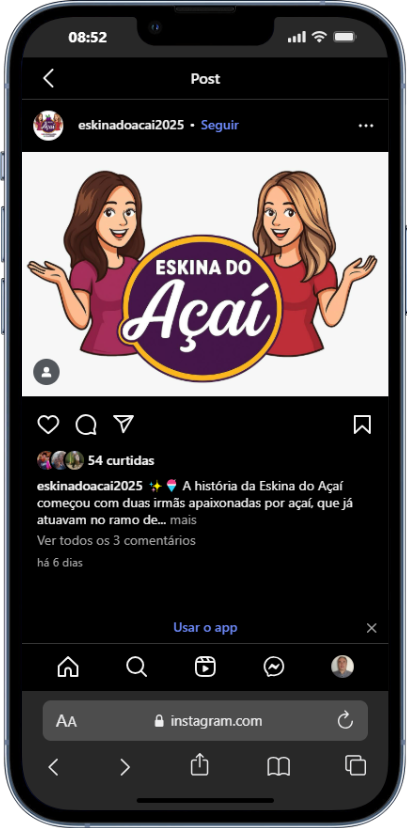 08:52
Post
eskinadoacai2025 • Seguir
ESKINA DO
Açaí
54 curtidas
eskinadoacai2025 ✨🍧 A história da Eskina do Açaí
começou com duas irmãs apaixonadas por açaí, que já
atuavam no ramo de... mais
Ver todos os 3 comentários
há 6 dias
Usar o app
AA instagram.com